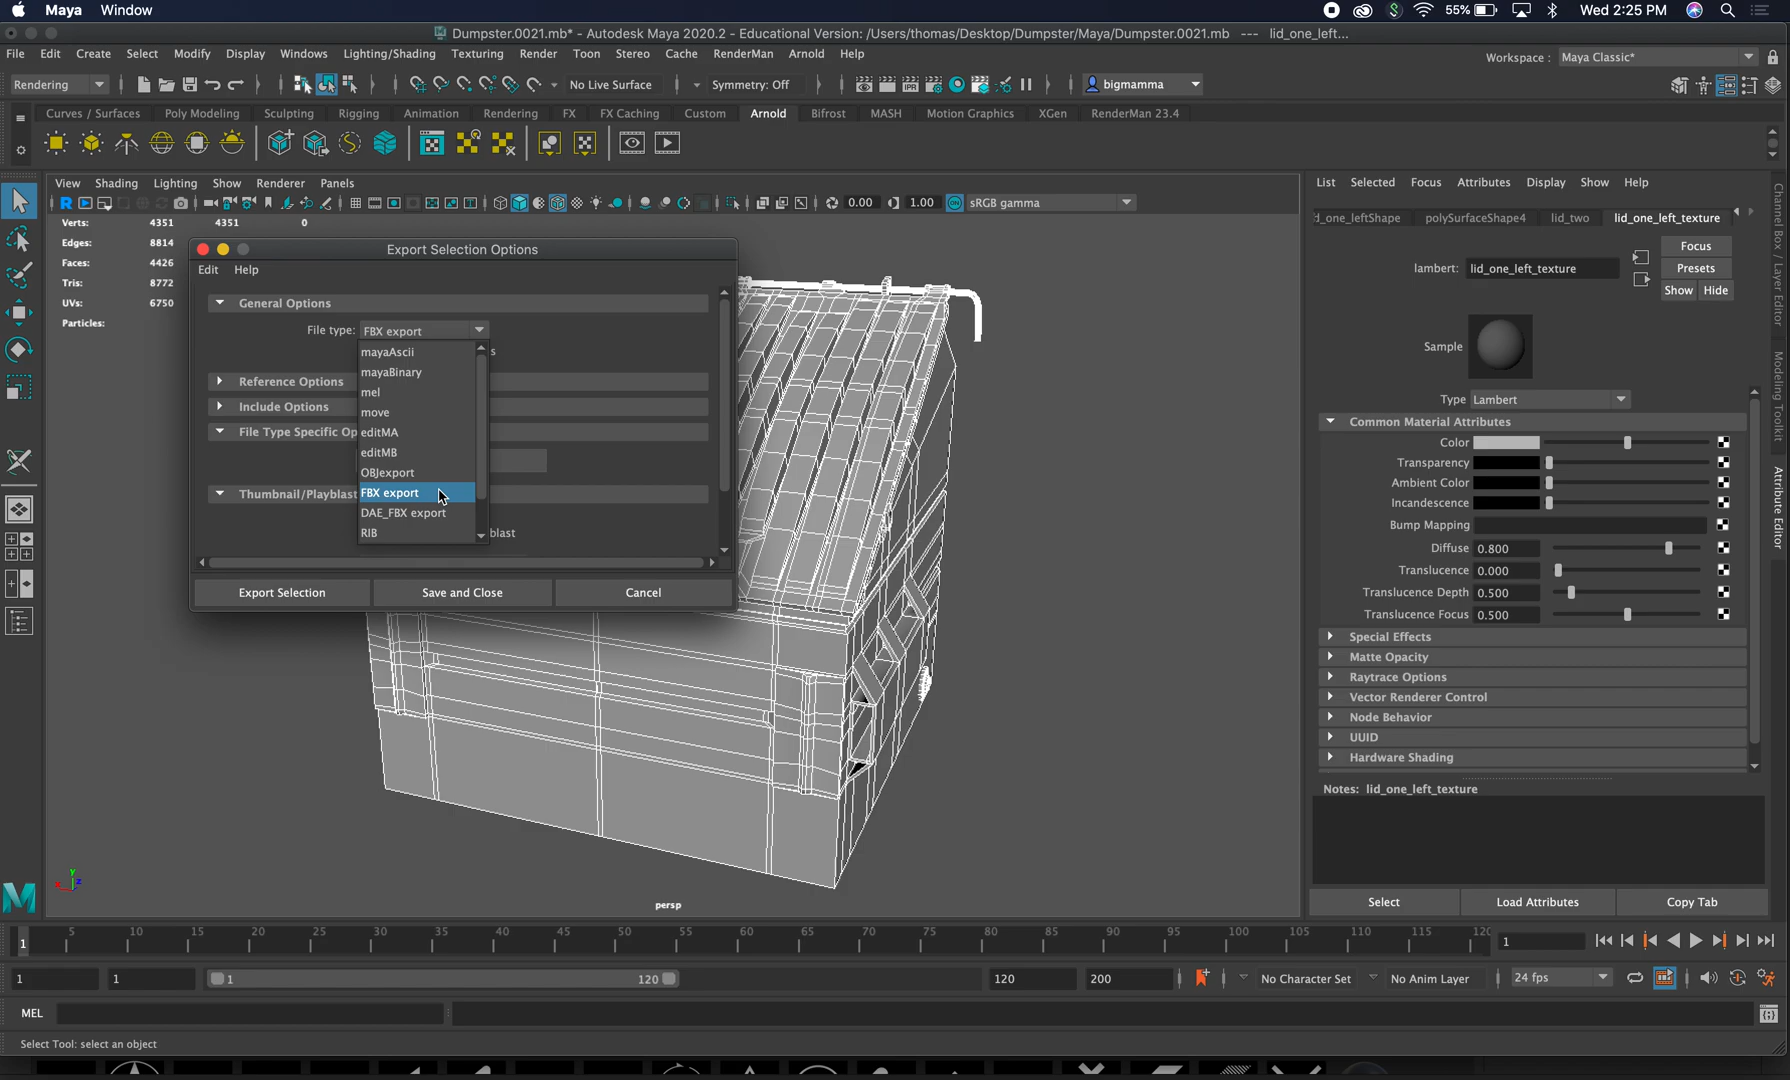 Maya Window 55% Wed 2:25 PM
Dumpster.0021.mb* - Autodesk Maya 2020.2 - Educational Version: /Users/thomas/Desktop/Dumpster/Maya/Dumpster.0021.mb --- lid_one_left...
File Edit Create Select Modify Display Windows Lighting/Shading Texturing Render Toon Stereo Cache RenderMan Arnold Help Workspace : Maya Classic*
Rendering No Live Surface Symmetry: Off IPR bigmamma
Curves / Surfaces Poly Modeling Sculpting Rigging Animation Rendering FX FX Caching Custom Arnold Bifrost MASH Motion Graphics XGen RenderMan 23.4
View Shading Lighting Show Renderer Panels
0.00 1.00 ON sRGB gamma
Verts: 4351 4351 0
Edges: 8814
Faces: 4426
Tris: 8772
UVs: 6750
Particles:
Export Selection Options
Edit Help
General Options
File type: FBX export
mayaAscii
s
mayaBinary
Reference Options
mel
Include Options
move
File Type Specific Op
editMA
editMB
OBJexport
Thumbnail/Playblast
FBX export
DAE_FBX export
RIB
blast
Export Selection Save and Close Cancel
persp
List Selected Focus Attributes Display Show Help
d_one_leftShape polySurfaceShape4 lid_two lid_one_left_texture
Focus
lambert: lid_one_left_texture Presets
Show Hide
Sample
Type Lambert
Common Material Attributes
Color
Transparency
Ambient Color
Incandescence
Bump Mapping
Diffuse 0.800
Translucence 0.000
Translucence Depth 0.500
Translucence Focus 0.500
Special Effects
Matte Opacity
Raytrace Options
Vector Renderer Control
Node Behavior
UUID
Hardware Shading
Notes: lid_one_left_texture
Select Load Attributes Copy Tab
Channel Box / Layer Editor
Modeling Toolkit
Attribute Editor
1 5 10 15 20 25 30 35 40 45 50 55 60 65 70 75 80 85 90 95 100 105 110 115 120 1
1 1 1 120 120 200 No Character Set No Anim Layer 24 fps
MEL
Select Tool: select an object